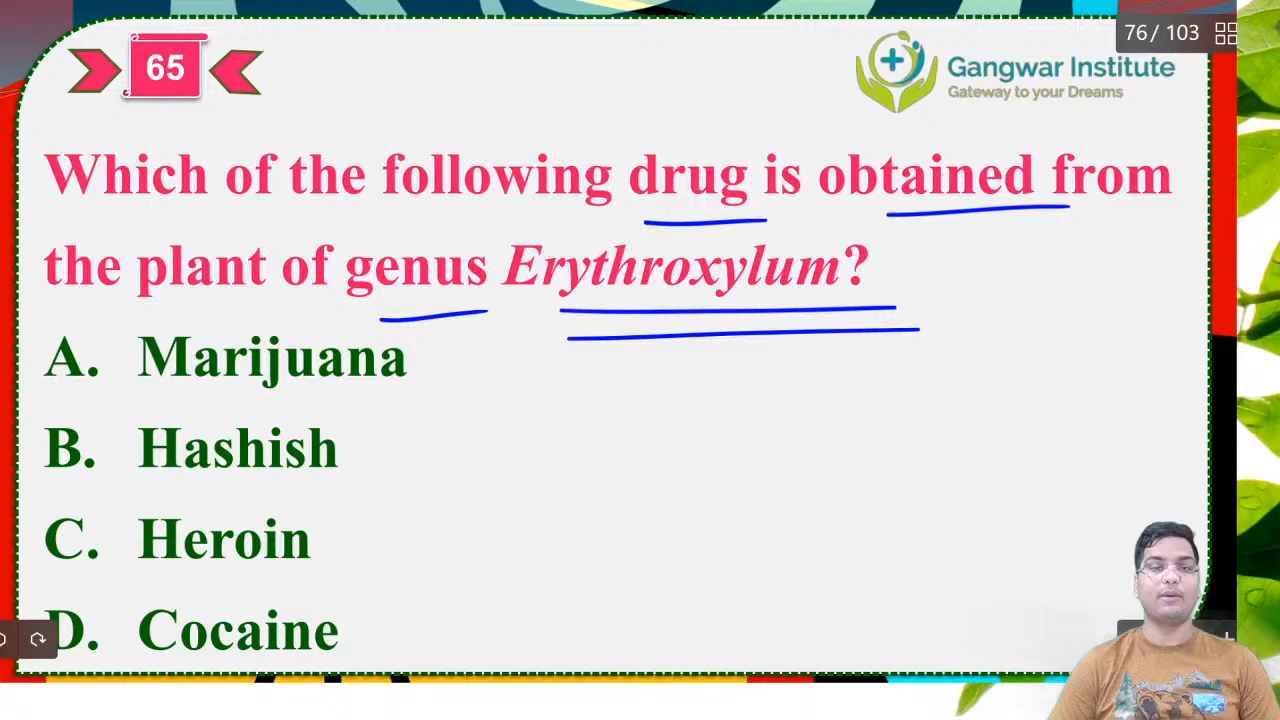 76 / 103
65
Gangwar Institute
Gateway to your Dreams
Which of the following drug is obtained from
the plant of genus Erythroxylum?
A. Marijuana
B. Hashish
C. Heroin
D. Cocaine